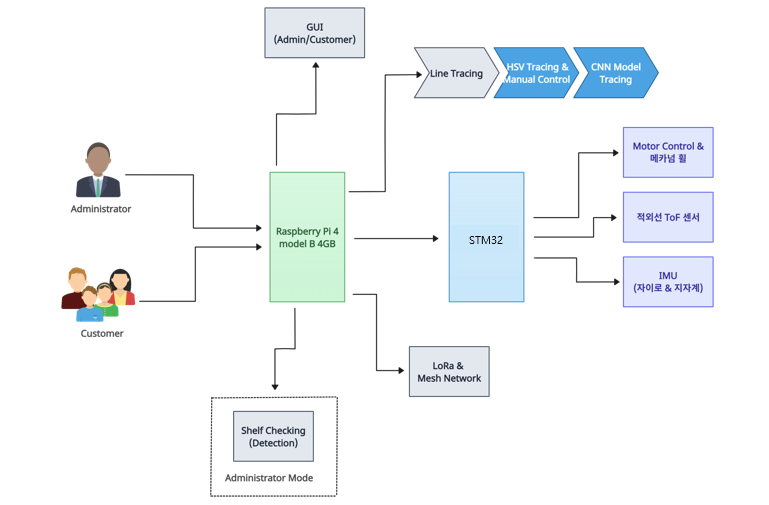 GUI
(Admin/Customer)
Line Tracing
HSV Tracing &
Manual Control
CNN Model
Tracing
Administrator
Customer
Raspberry Pi 4
model B 4GB
STM32
Motor Control &
메카넘 휠
적외선 ToF 센서
IMU
(자이로 & 지자계)
LoRa &
Mesh Network
Shelf Checking
(Detection)
Administrator Mode